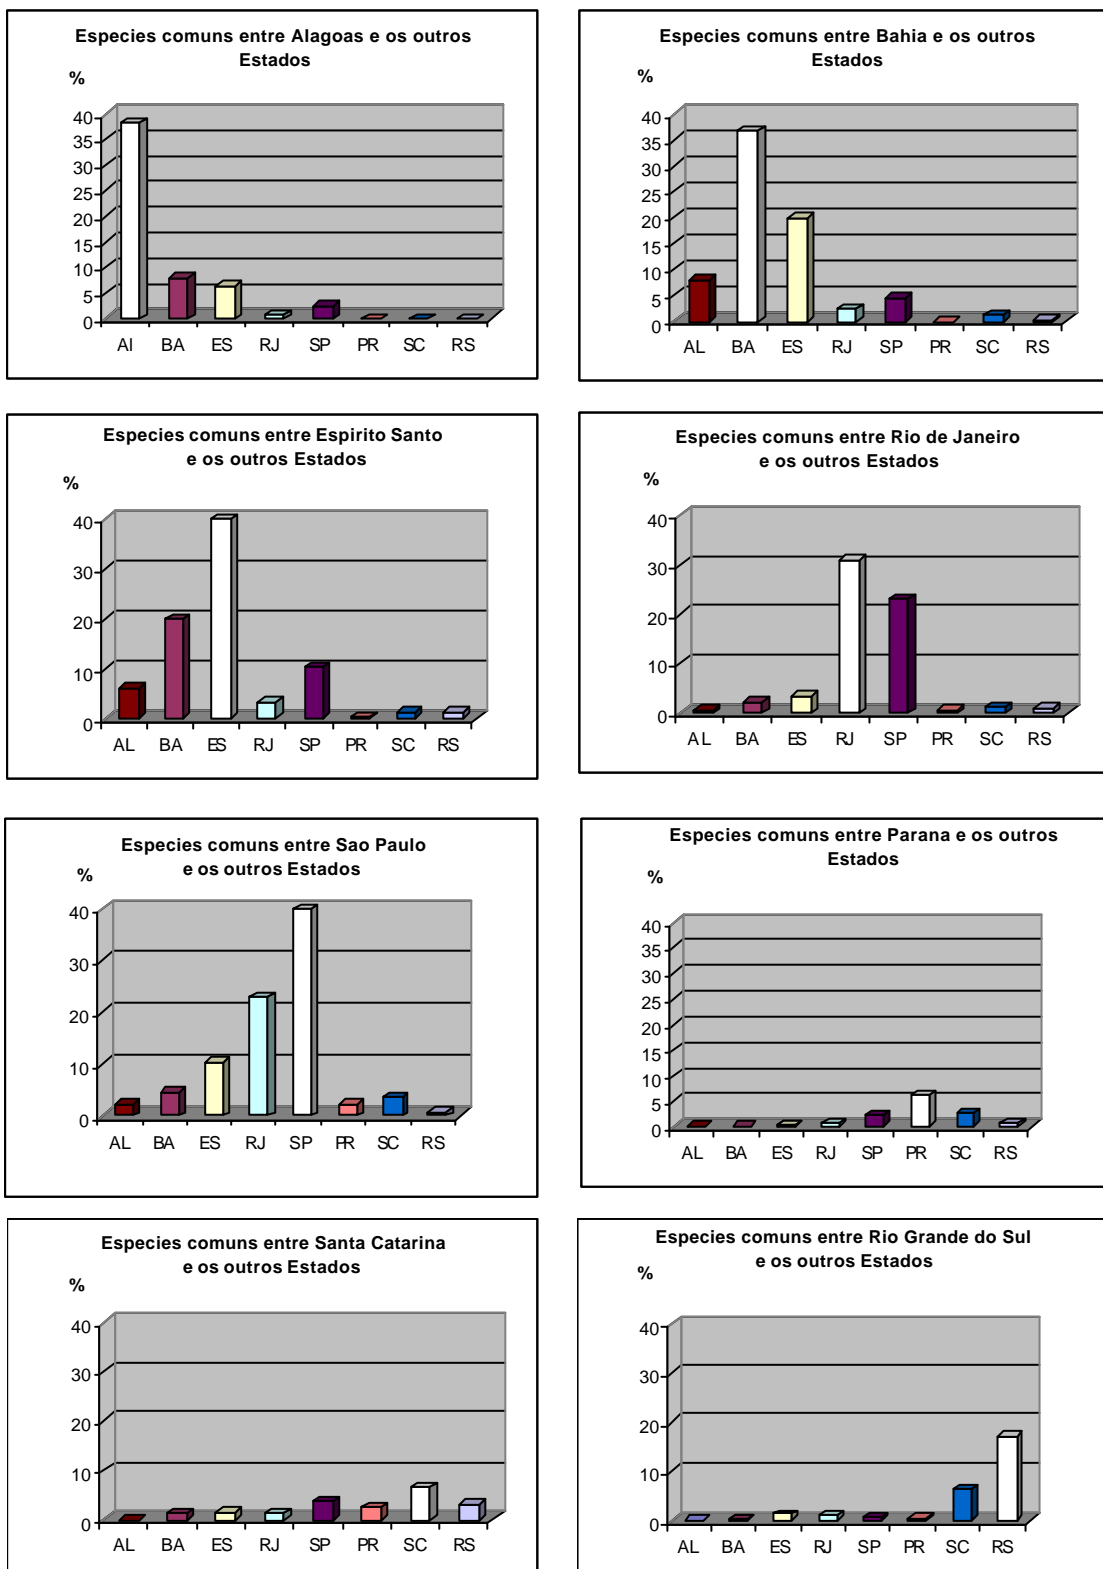 Especies comuns entre Alagoas e os outros
Estados
%
40
35
30
25
20
15
10
5
0
Al BA ES RJ SP PR SC RS
Especies comuns entre Bahia e os outros
Estados
%
40
35
30
25
20
15
10
5
0
AL BA ES RJ SP PR SC RS
Especies comuns entre Espirito Santo
e os outros Estados
%
40
30
20
10
0
AL BA ES RJ SP PR SC RS
Especies comuns entre Rio de Janeiro
e os outros Estados
%
40
30
20
10
0
AL BA ES RJ SP PR SC RS
Especies comuns entre Sao Paulo
e os outros Estados
%
40
30
20
10
0
AL BA ES RJ SP PR SC RS
Especies comuns entre Parana e os outros
Estados
%
40
35
30
25
20
15
10
5
0
AL BA ES RJ SP PR SC RS
Especies comuns entre Santa Catarina
e os outros Estados
%
40
30
20
10
0
AL BA ES RJ SP PR SC RS
Especies comuns entre Rio Grande do Sul
e os outros Estados
%
40
30
20
10
0
AL BA ES RJ SP PR SC RS